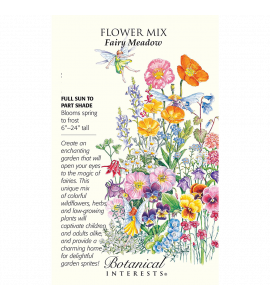 FLOWER MIX
Fairy Meadow
FULL SUN TO
PART SHADE
Blooms spring
to frost
6"–24" tall
Create an
enchanting
garden that will
open your eyes
to the magic of
fairies. This
unique mix
of colorful
wildflowers, herbs,
and low-growing
plants will
captivate children
and adults alike,
and provide a
charming home
for delightful
garden sprites!
Botanical
INTERESTS®